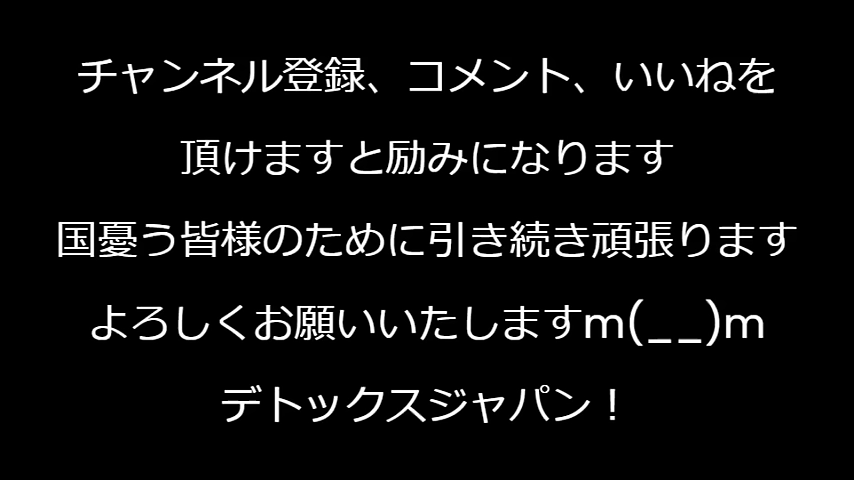 チャンネル登録、コメント、いいねを
頂けますと励みになります
国憂う皆様のために引き続き頑張ります
よろしくお願いいたしますm(__)m
デトックスジャパン！